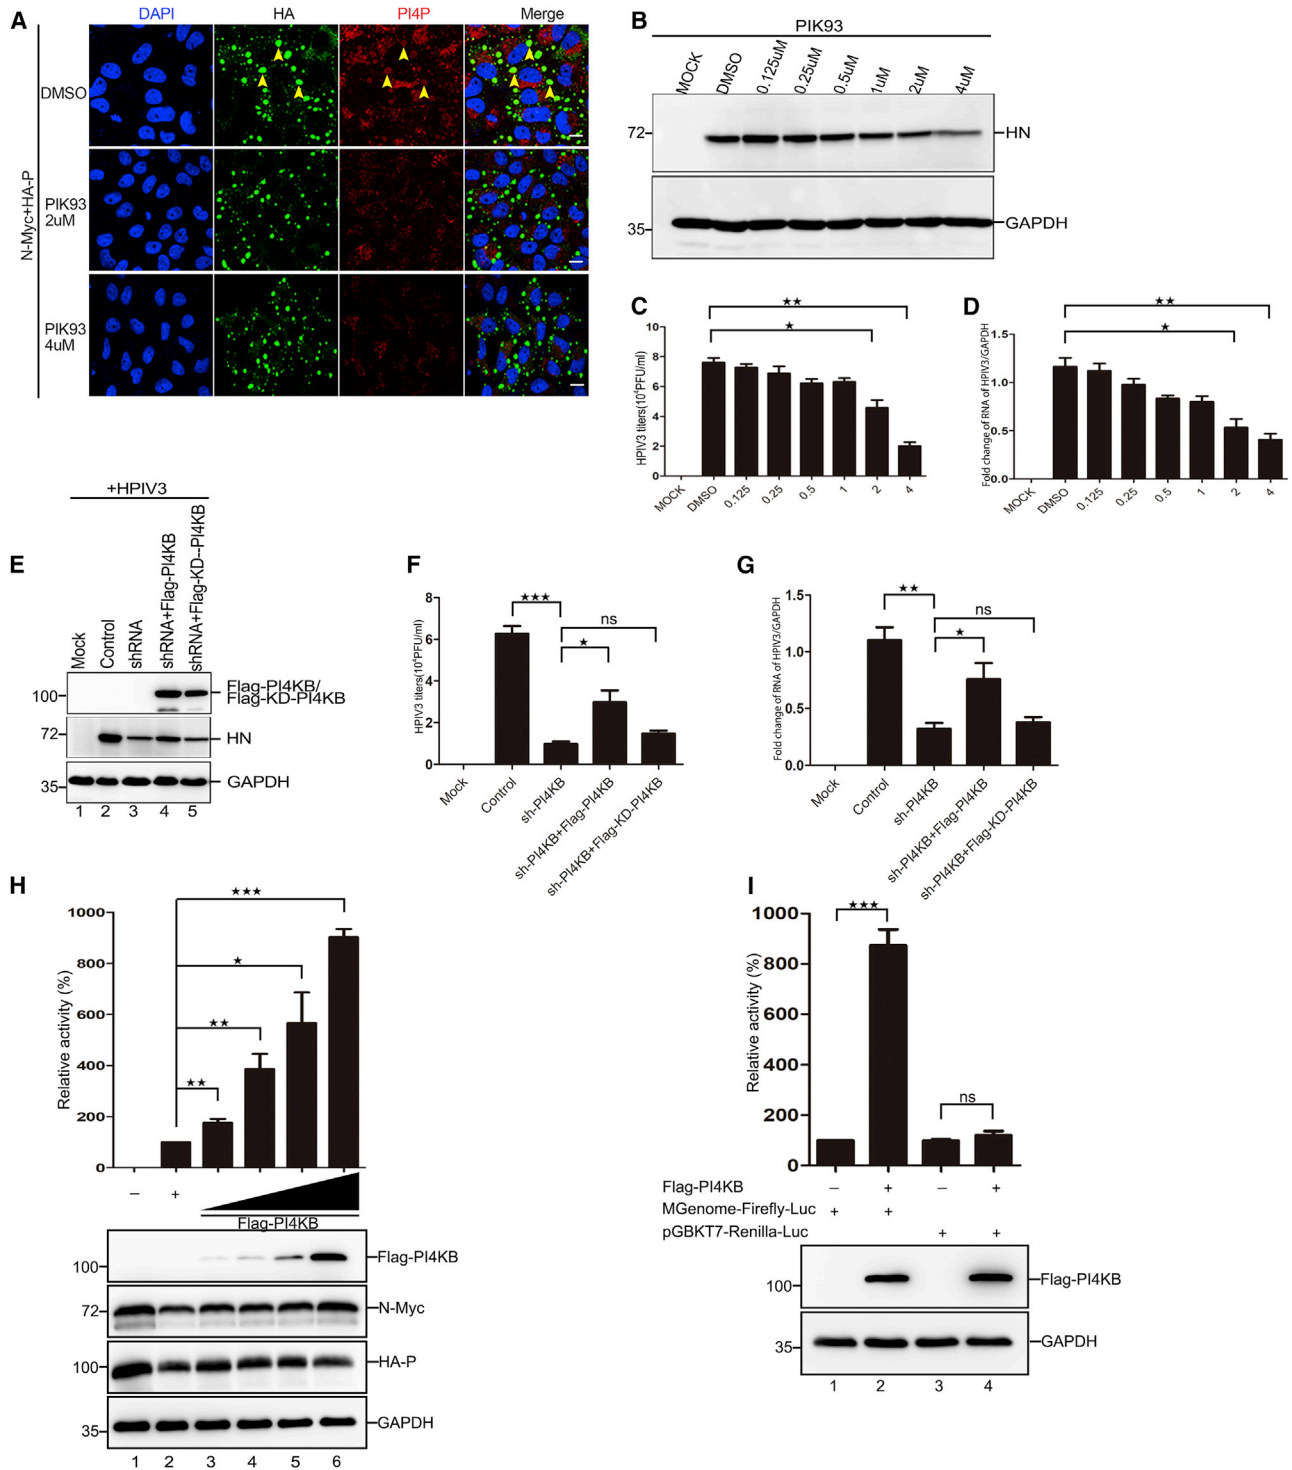 A
DAPI
HA
PI4P
Merge
N-Myc+HA-P
DMSO
PIK93
2uM
PIK93
4uM
B
PIK93
MOCK
DMSO
0.125uM
0.25uM
0.5uM
1uM
2uM
4uM
72
HN
35
GAPDH
C
★★
★
HPIV3 titers(10⁴PFU/ml)
10
8
6
4
2
0
MOCK
DMSO
0.125
0.25
0.5
1
2
4
D
★★
★
Fold change of RNA of HPIV3/GAPDH
1.5
1.0
0.5
0.0
MOCK
DMSO
0.125
0.25
0.5
1
2
4
E
+HPIV3
Mock
Control
shRNA
shRNA+Flag-PI4KB
shRNA+Flag-KD--PI4KB
100
Flag-PI4KB/
Flag-KD-PI4KB
72
HN
35
GAPDH
1 2 3 4 5
F
★★★
ns
★
HPIV3 titers(10⁴PFU/ml)
8
6
4
2
0
Mock
Control
sh-PI4KB
sh-PI4KB+Flag-PI4KB
sh-PI4KB+Flag-KD-PI4KB
G
★★
ns
★
Fold change of RNA of HPIV3/GAPDH
1.5
1.0
0.5
0.0
Mock
Control
sh-PI4KB
sh-PI4KB+Flag-PI4KB
sh-PI4KB+Flag-KD-PI4KB
H
★★★
★
★★
★★
Relative activity (%)
1000
800
600
400
200
0
– +
Flag-PI4KB
100
Flag-PI4KB
72
N-Myc
100
HA-P
35
GAPDH
1 2 3 4 5 6
I
★★★
ns
Relative activity (%)
1000
800
600
400
200
0
Flag-PI4KB – + – +
MGenome-Firefly-Luc + +
pGBKT7-Renilla-Luc + +
100
Flag-PI4KB
35
GAPDH
1 2 3 4